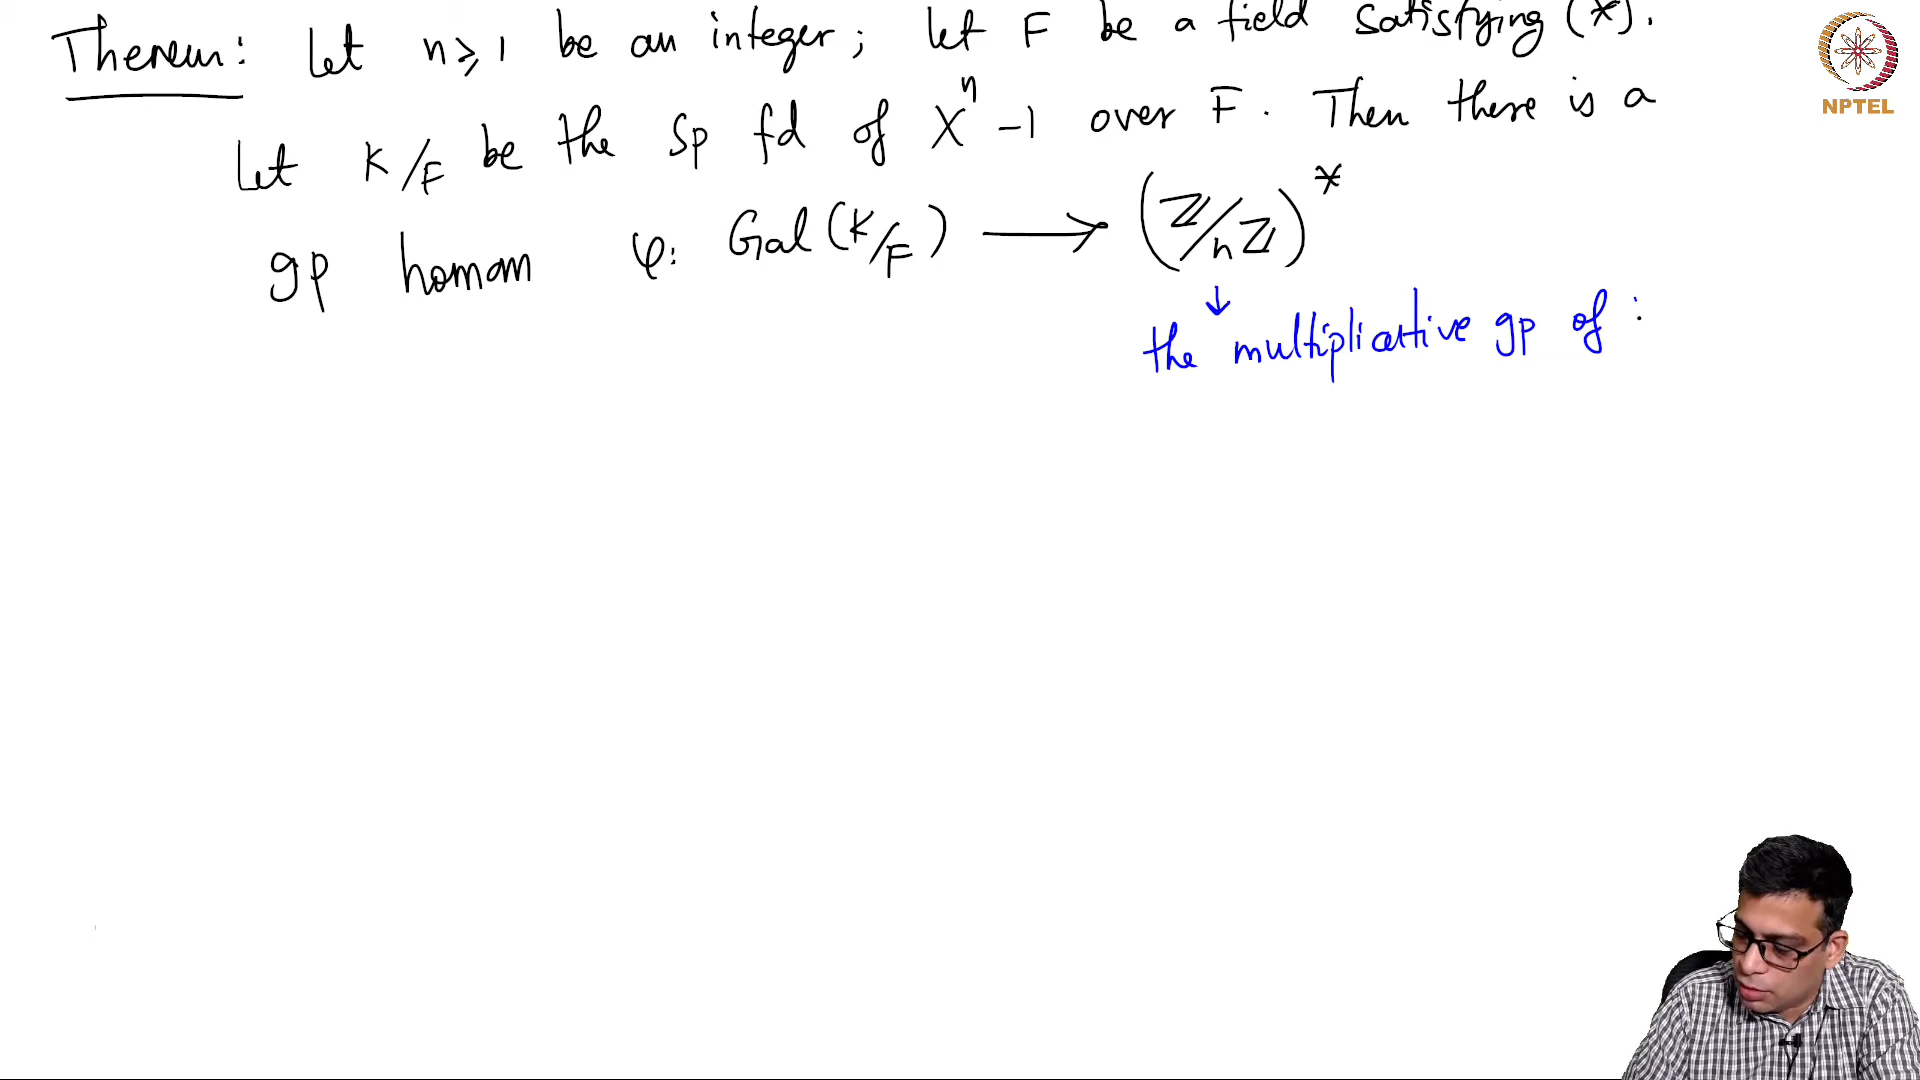 Therem: Let n ≥ 1 be an integer; Let F be a field satisfying (*).
Let K/F be the sp fd of X^n - 1 over F. Then there is a
gp homom φ: Gal(K/F) ⟶ (ℤ/nℤ)^*
↓
the multiplicative gp of
NPTEL